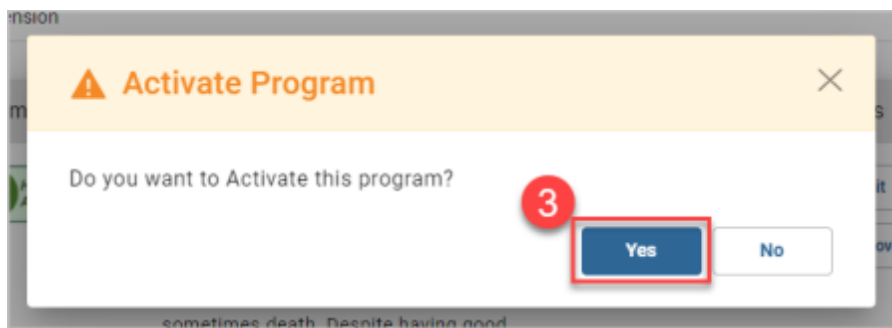 ension
Activate Program
Do you want to Activate this program?
3
Yes
No
sometimes death. Despite having good